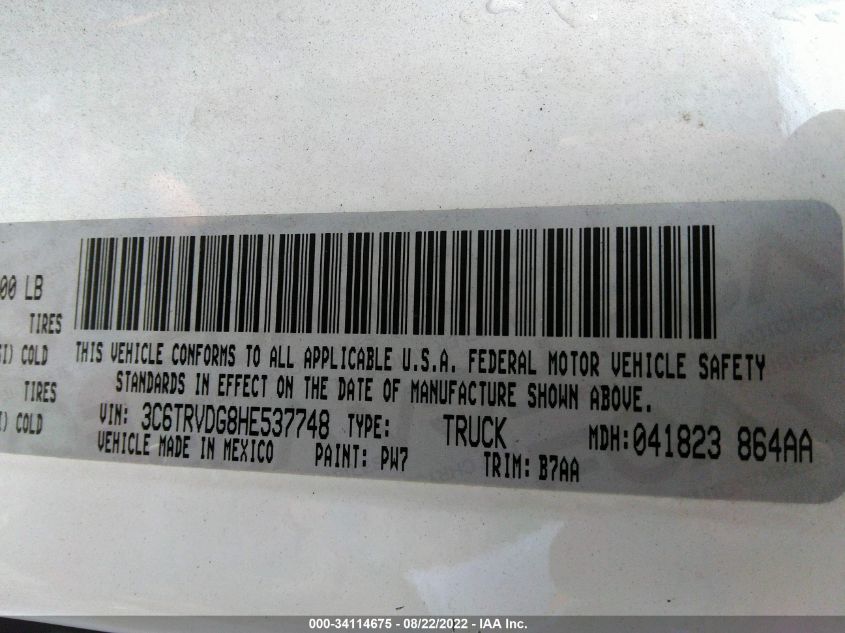 00 LB
TIRES
SI) COLD
TIRES
I) COLD
THIS VEHICLE CONFORMS TO ALL APPLICABLE U.S.A. FEDERAL MOTOR VEHICLE SAFETY
STANDARDS IN EFFECT ON THE DATE OF MANUFACTURE SHOWN ABOVE.
VIN: 3C6TRVDG8HE537748 TYPE: TRUCK MDH:041823 864AA
VEHICLE MADE IN MEXICO PAINT: PW7 TRIM: B7AA
000-34114675 - 08/22/2022 - IAA Inc.